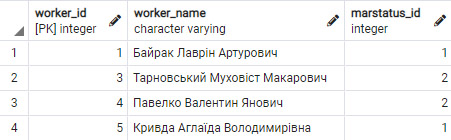 worker_id worker_name marstatus_id
[PK] integer character varying integer
1 1 Байрак Лаврін Артурович 1
2 3 Тарновський Муховіст Макарович 2
3 4 Павелко Валентин Янович 2
4 5 Кривда Аглаїда Володимирівна 1